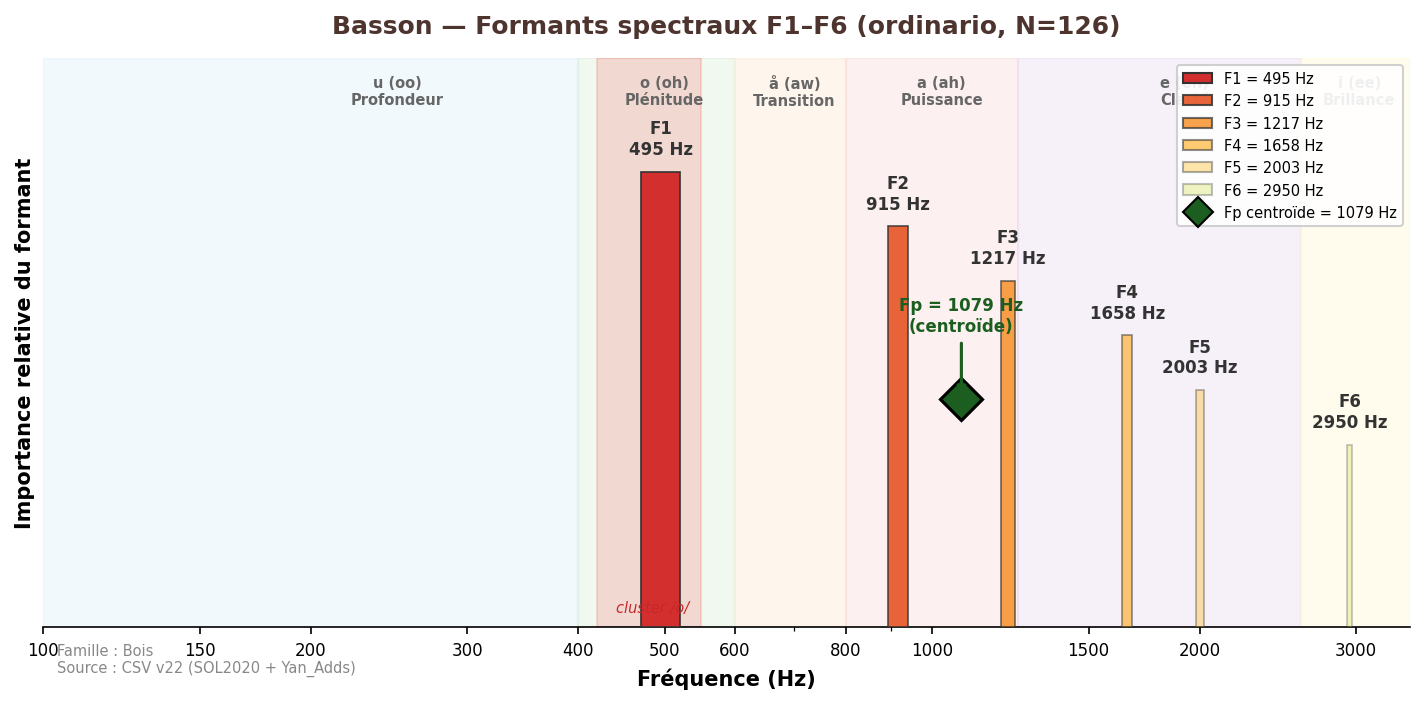 Basson — Formants spectraux F1–F6 (ordinario, N=126)
u (oo)
Profondeur
o (oh)
Plénitude
å (aw)
Transition
a (ah)
Puissance
e
i (ee)
Brillance
F1 = 495 Hz
F2 = 915 Hz
F3 = 1217 Hz
F4 = 1658 Hz
F5 = 2003 Hz
F6 = 2950 Hz
Fp centroïde = 1079 Hz
F1
495 Hz
F2
915 Hz
F3
1217 Hz
Fp = 1079 Hz
(centroïde)
F4
1658 Hz
F5
2003 Hz
F6
2950 Hz
cluster /o/
Importance relative du formant
100 150 200 300 400 500 600 800 1000 1500 2000 3000
Famille : Bois
Source : CSV v22 (SOL2020 + Yan_Adds)
Fréquence (Hz)